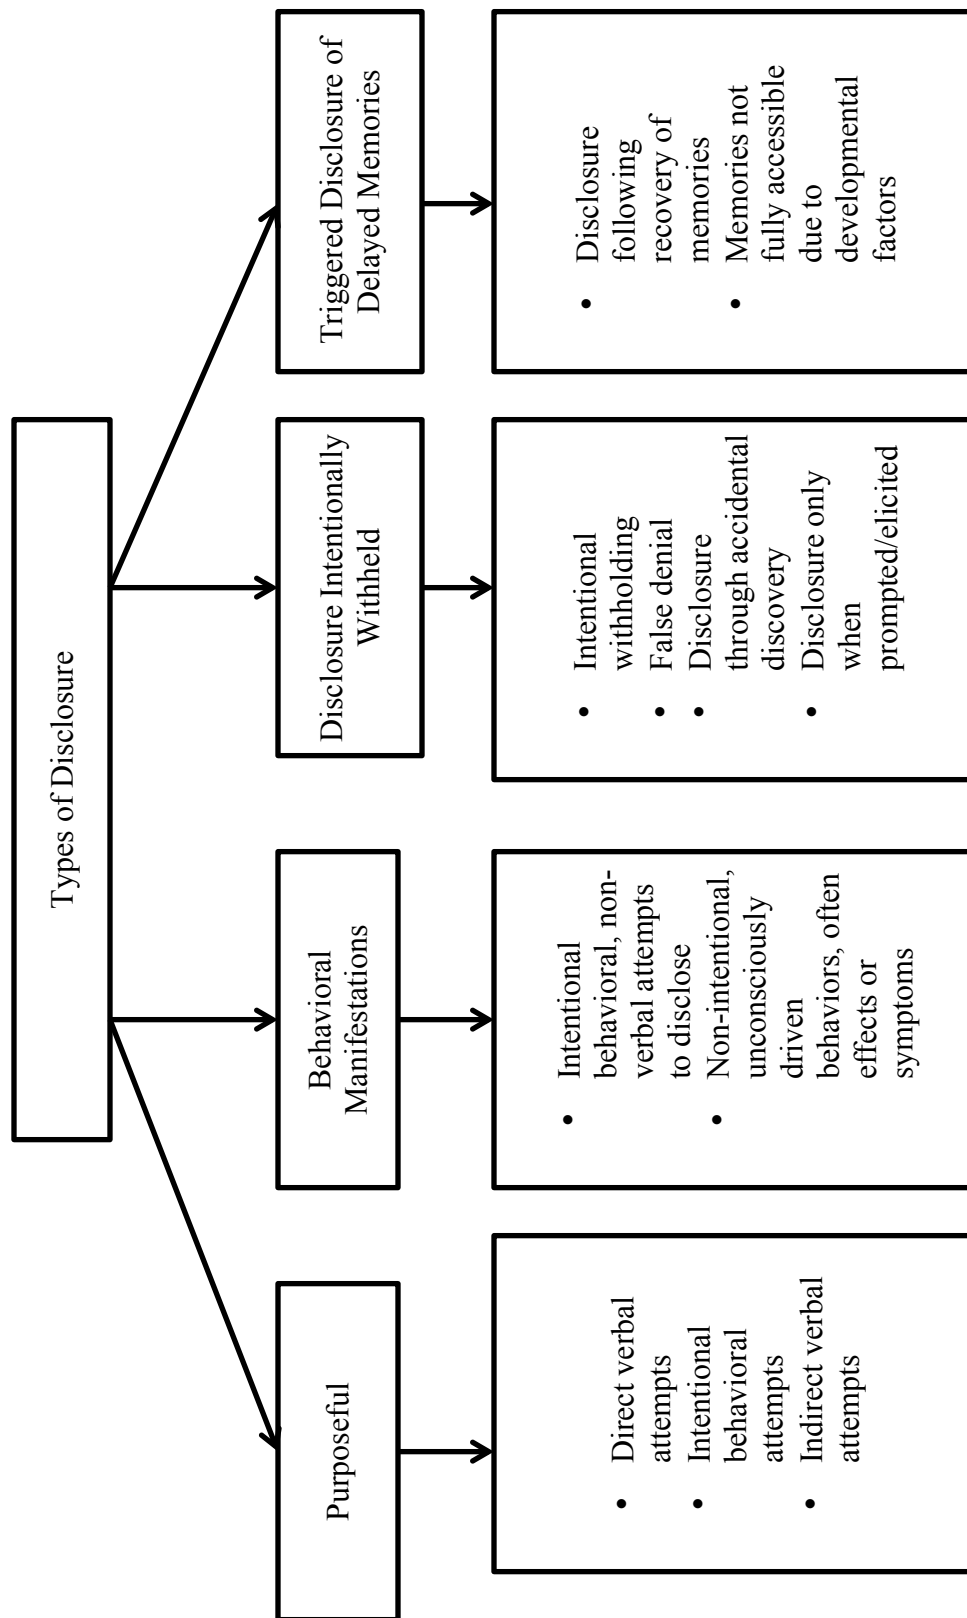 Types of Disclosure
Purposeful
Behavioral
Manifestations
Disclosure Intentionally
Withheld
Triggered Disclosure of
Delayed Memories
• Direct verbal
attempts
• Intentional
behavioral
attempts
• Indirect verbal
attempts
• Intentional
behavioral, non-
verbal attempts
to disclose
• Non-intentional,
unconsciously
driven
behaviors, often
effects or
symptoms
• Intentional
withholding
• False denial
• Disclosure
through accidental
discovery
• Disclosure only
when
prompted/elicited
• Disclosure
following
recovery of
memories
• Memories not
fully accessible
due to
developmental
factors